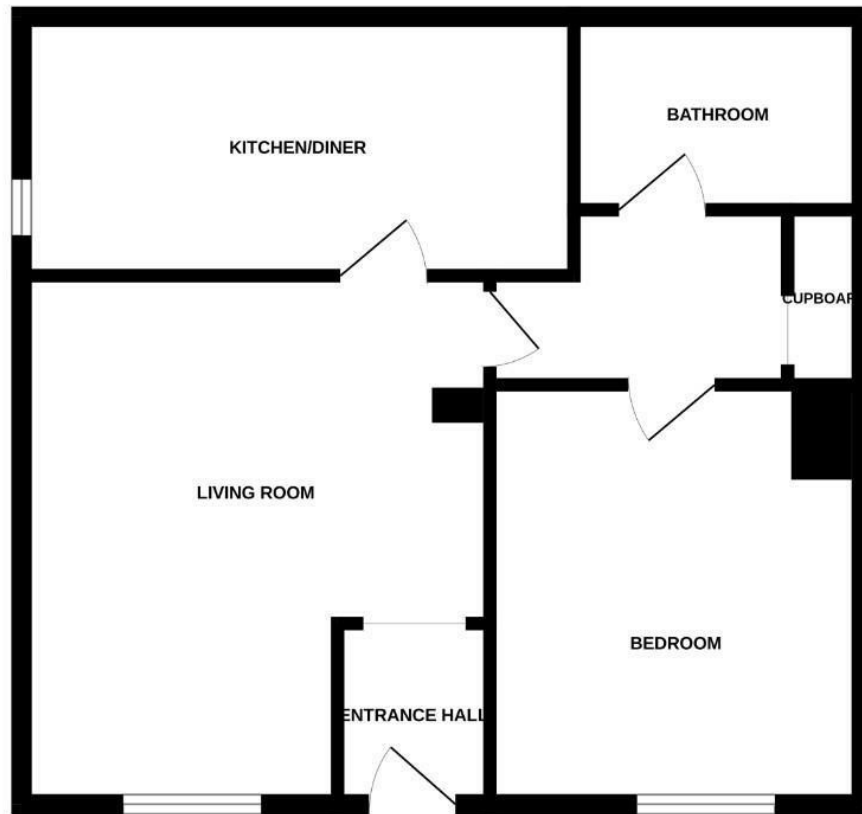 BATHROOM
KITCHEN/DINER
CUPBOAR
LIVING ROOM
BEDROOM
ENTRANCE HALL